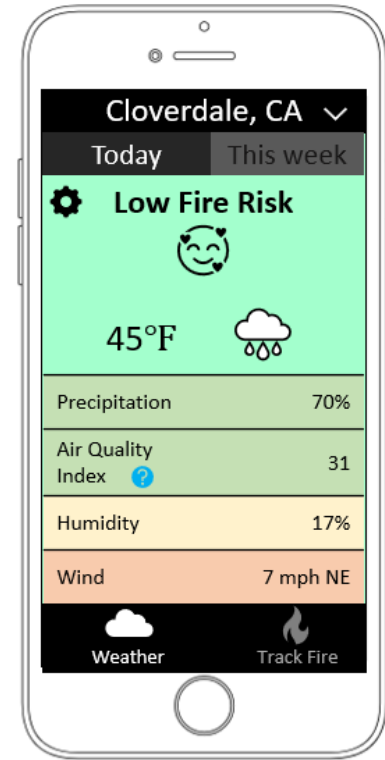 Cloverdale, CA
Today This week
Low Fire Risk
45°F
Precipitation 70%
Air Quality
Index ? 31
Humidity 17%
Wind 7 mph NE
Weather Track Fire